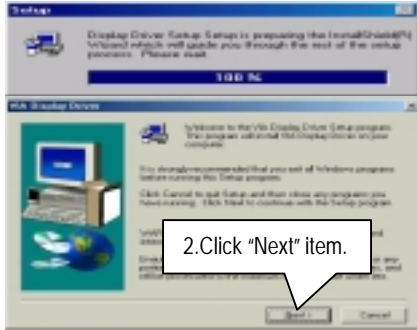 Setup
Display Driver Setup Setup is preparing the InstallShield(R)
Wizard which will guide you through the rest of the setup
process. Please wait.
100 %
VIA Display Driver
Welcome to the VIA Display Driver Setup program.
This program will install VIA Display Driver on your
computer.
It is strongly recommended that you exit all Windows programs
before running this Setup program.
Click Cancel to quit Setup and then close any programs you
have running. Click Next to continue with the Setup program.
2.Click “Next” item.
Next >
Cancel